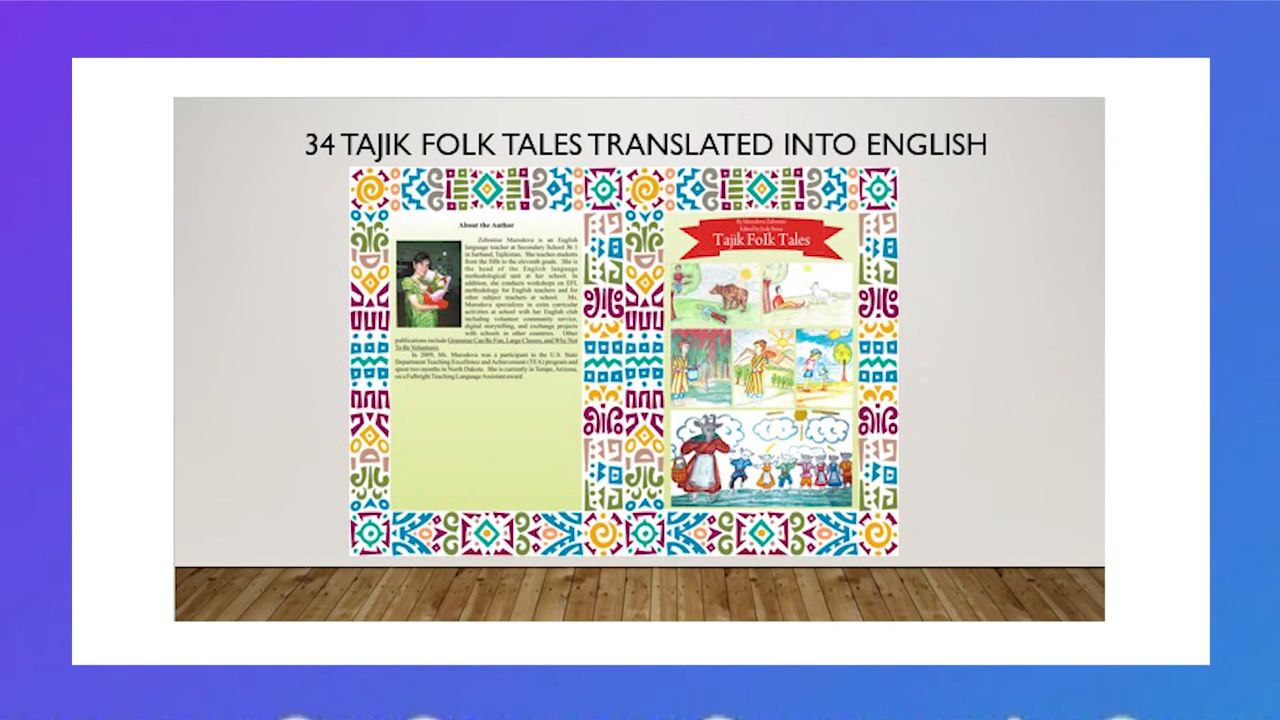 34 TAJIK FOLK TALES TRANSLATED INTO ENGLISH
About the Author
Zulxoniso Murodova is an English
language teacher at Secondary School № 1
in Sarband, Tajikistan. She teaches students
from the fifth to the eleventh grade. She is
the head of the English language
methodological unit at her school. In
addition, she conducts workshops on EFL
methodology for English teachers and for
other subject teachers at school. Ms.
Murodova specializes in extra curricular
activities at school with her English club
including volunteer community service,
digital storytelling, and exchange projects
with schools in other countries. Other
publications include Grammar Can Be Fun, Large Classes, and Why Not
To Be Volunteers.
In 2009, Ms. Murodova was a participant in the U.S. State
Department Teaching Excellence and Achievement (TEA) program and
spent two months in North Dakota. She is currently in Tempe, Arizona,
on a Fulbright Teaching Language Assistant award
By Murodova
Edited by
Tajik Folk Tales